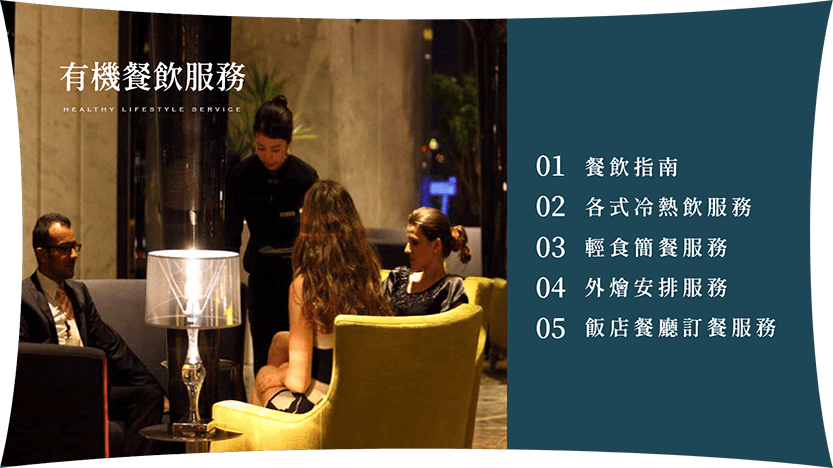 有機餐飲服務
HEALTHY LIFESTYLE SERVICE
01 餐飲指南
02 各式冷熱飲服務
03 輕食簡餐服務
04 外燴安排服務
05 飯店餐廳訂餐服務